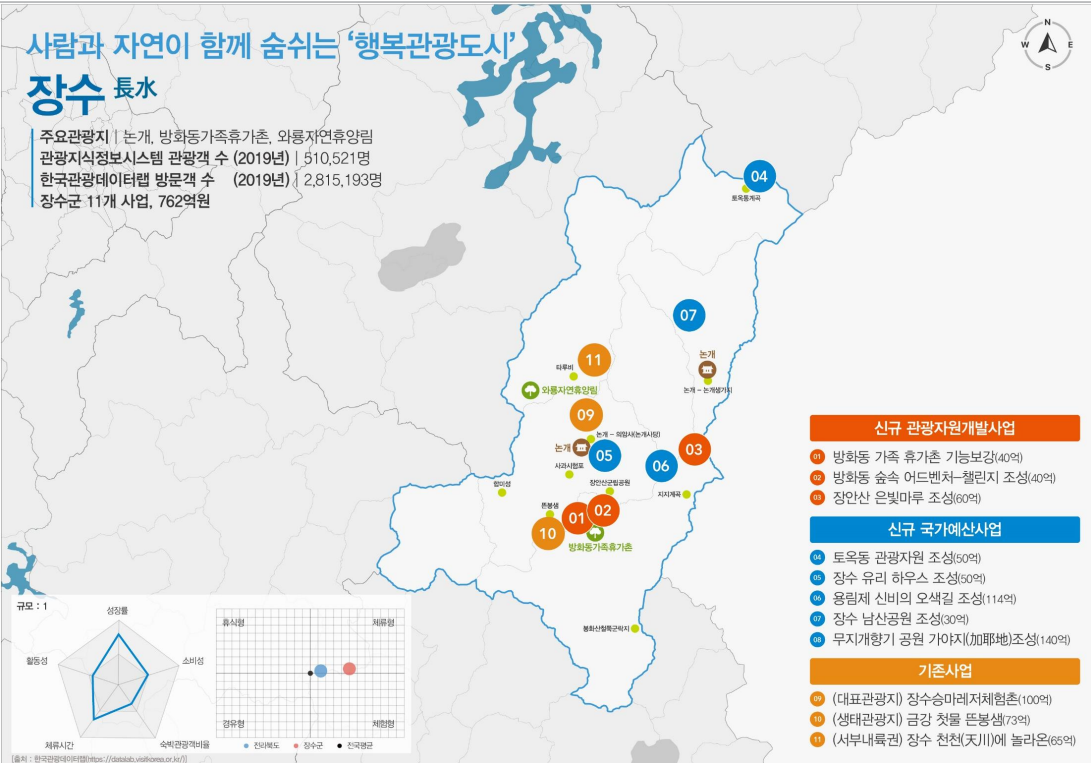 사람과 자연이 함께 숨쉬는 '행복관광도시'
장수 長水
주요관광지 | 논개, 방화동가족휴가촌, 와룡자연휴양림
관광지식정보시스템 관광객 수 (2019년) | 510,521명
한국관광데이터랩 방문객 수 (2019년) | 2,815,193명
장수군 11개 사업, 762억원
N
W E
S
04
토옥동계곡
07
논개
논개 - 논개생가지
11
타루비
와룡자연휴양림
09
논개 - 의암사(논개사당)
논개
05
03
06
사과시험포
장안산군립공원
합미성
지지계곡
뜬봉샘
01
02
10
방화동가족휴가촌
봉화산철쭉군락지
신규 관광자원개발사업
01 방화동 가족 휴가촌 기능보강(40억)
02 방화동 숲속 어드벤처-챌린지 조성(40억)
03 장안산 은빛마루 조성(60억)
신규 국가예산사업
04 토옥동 관광자원 조성(50억)
05 장수 유리 하우스 조성(50억)
06 용림제 신비의 오색길 조성(114억)
07 장수 남산공원 조성(30억)
08 무지개향기 공원 가야지(加耶地)조성(140억)
기존사업
09 (대표관광지) 장수승마레저체험촌(100억)
10 (생태관광지) 금강 첫물 뜬봉샘(73억)
11 (서부내륙권) 장수 천천(天川)에 놀라온(65억)
규모 : 1
성장률
활동성
소비성
체류시간
숙박관광객비율
휴식형
체류형
경유형
체험형
전라북도
장수군
전국평균
[출처 : 한국관광데이터랩(https://datalab.visitkorea.or.kr/)]